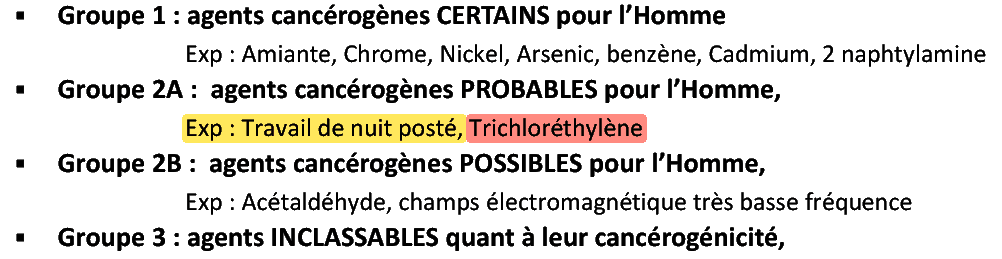 ▪ Groupe 1 : agents cancérogènes CERTAINS pour l’Homme
Exp : Amiante, Chrome, Nickel, Arsenic, benzène, Cadmium, 2 naphtylamine
▪ Groupe 2A :  agents cancérogènes PROBABLES pour l’Homme,
Exp : Travail de nuit posté, Trichloréthylène
▪ Groupe 2B :  agents cancérogènes POSSIBLES pour l’Homme,
Exp : Acétaldéhyde, champs électromagnétique très basse fréquence
▪ Groupe 3 : agents INCLASSABLES quant à leur cancérogénicité,